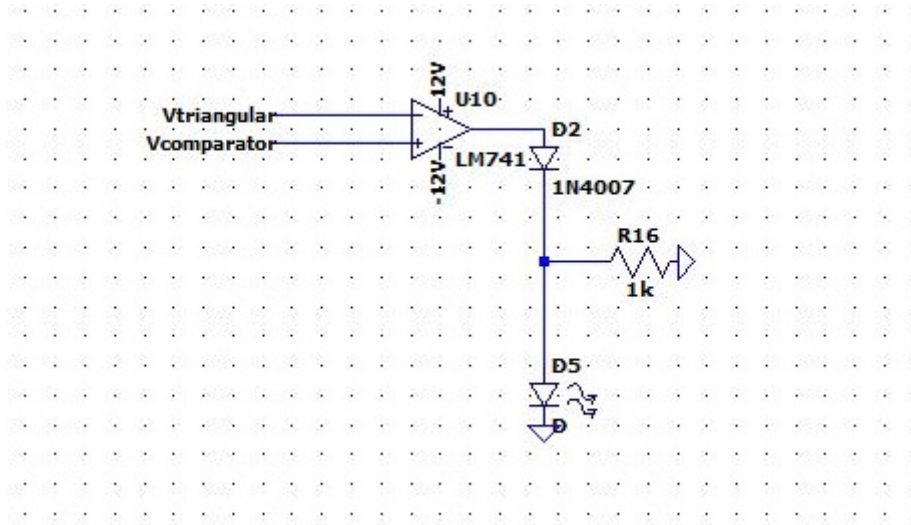 12V
U10
Vtriangular
Vcomparator
LM741
-12V
D2
1N4007
R16
1k
D5
D